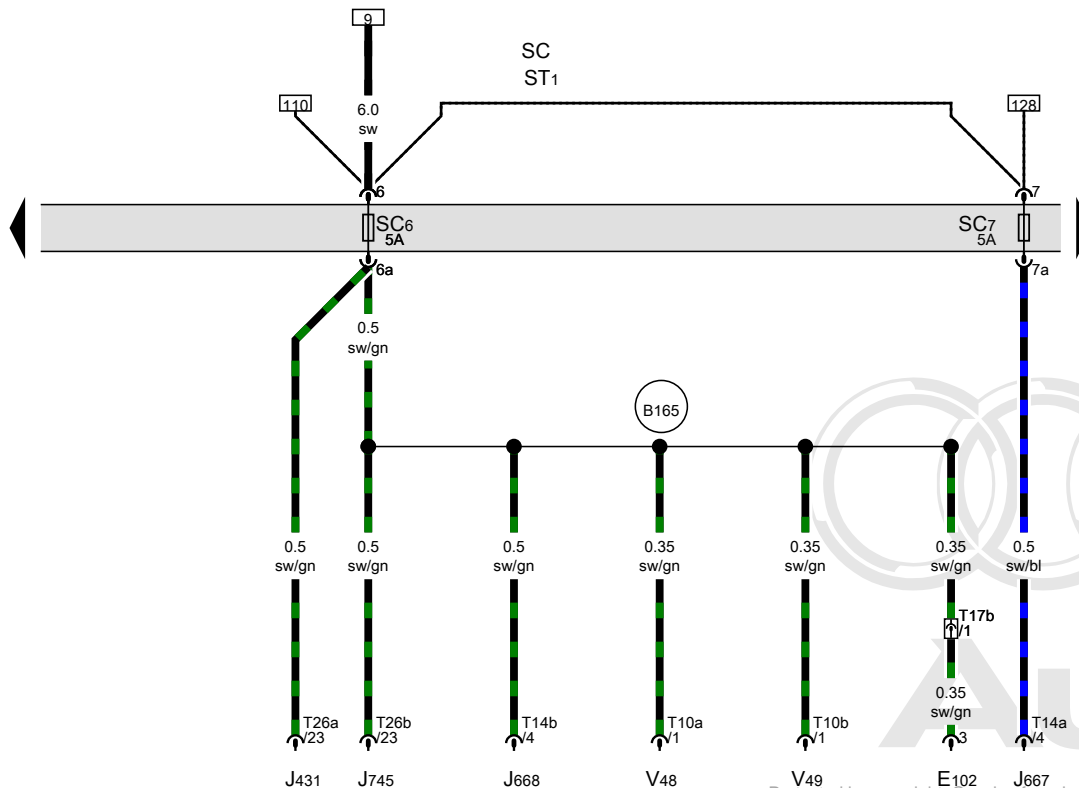 9
SC
ST1
110
128
6.0
sw
6
7
SC6
5A
SC7
5A
6a
7a
0.5
sw/gn
B165
0.5
sw/gn
0.5
sw/gn
0.5
sw/gn
0.35
sw/gn
0.35
sw/gn
0.35
sw/gn
0.5
sw/bl
T17b
/1
0.35
sw/gn
T26a
/23
T26b
/23
T14b
/4
T10a
/1
T10b
/1
3
T14a
/4
J431
J745
J668
V48
V49
E102
J667